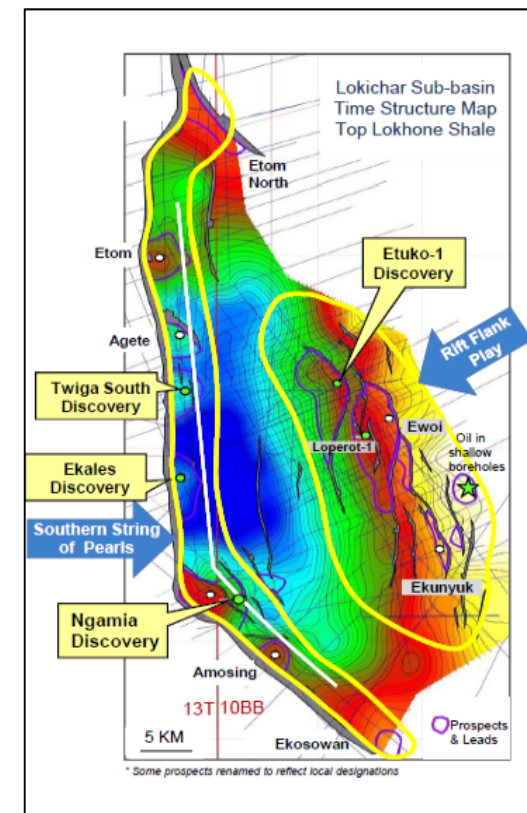 Lokichar Sub-basin
Time Structure Map
Top Lokhone Shale
Etom
North
Etuko-1
Discovery
Etom
Rift Flank
Play
Agete
Twiga South
Discovery
Ewoi
Loperot-1
Oil in
shallow
boreholes
Ekales
Discovery
Southern String
of Pearls
Ekunyuk
Ngamia
Discovery
Amosing
13T 10BB
Prospects
& Leads
5 KM
Ekosowan
* Some prospects renamed to reflect local designations